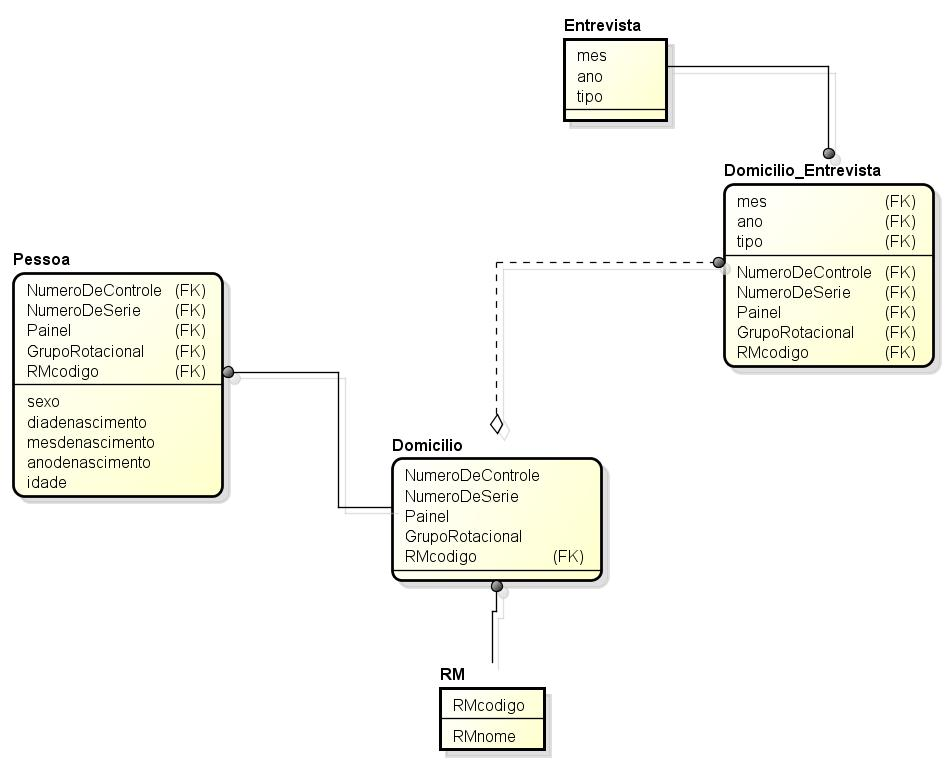 Entrevista
mes
ano
tipo
Domicilio_Entrevista
mes (FK)
ano (FK)
tipo (FK)
NumeroDeControle (FK)
NumeroDeSerie (FK)
Painel (FK)
GrupoRotacional (FK)
RMcodigo (FK)
Pessoa
NumeroDeControle (FK)
NumeroDeSerie (FK)
Painel (FK)
GrupoRotacional (FK)
RMcodigo (FK)
sexo
diadenascimento
mesdenascimento
anodenascimento
idade
Domicilio
NumeroDeControle
NumeroDeSerie
Painel
GrupoRotacional
RMcodigo (FK)
RM
RMcodigo
RMnome